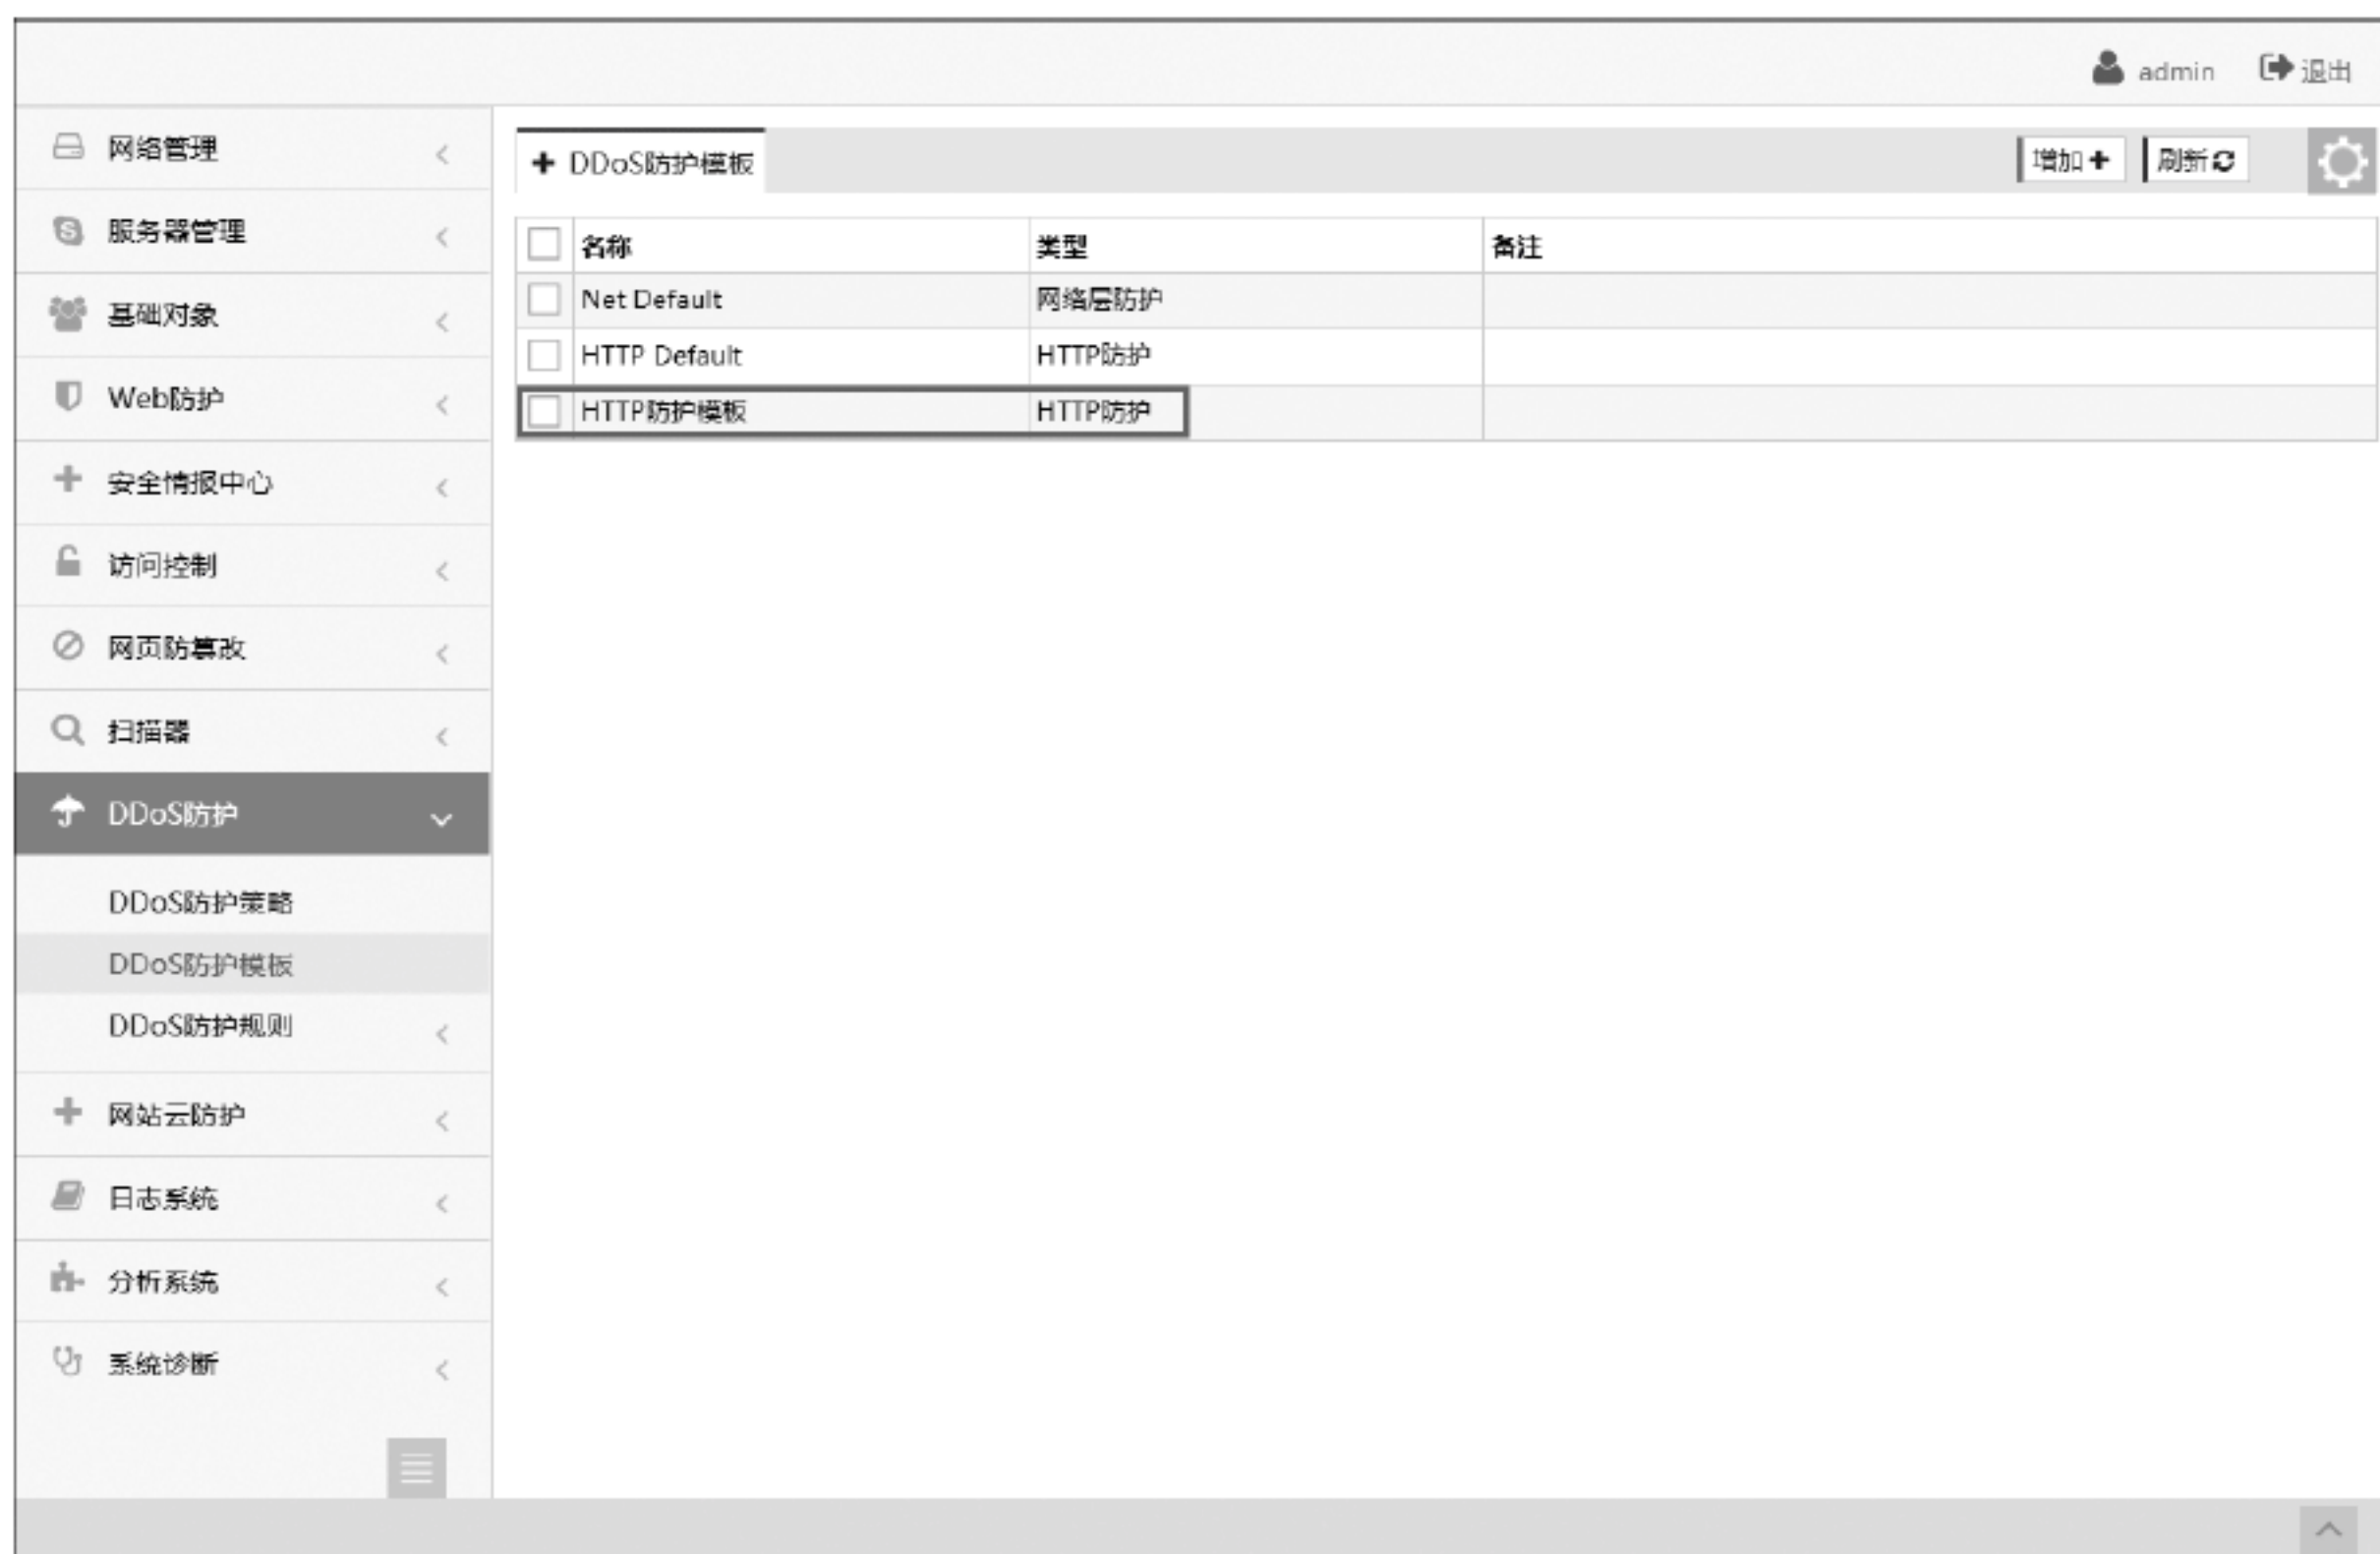 admin 退出
网络管理
服务器管理
基础对象
Web防护
安全情报中心
访问控制
网页防篡改
扫描器
DDoS防护
DDoS防护策略
DDoS防护模板
DDoS防护规则
网站云防护
日志系统
分析系统
系统诊断
DDoS防护模板 增加 刷新
名称 类型 备注
Net Default 网络层防护
HTTP Default HTTP防护
HTTP防护模板 HTTP防护